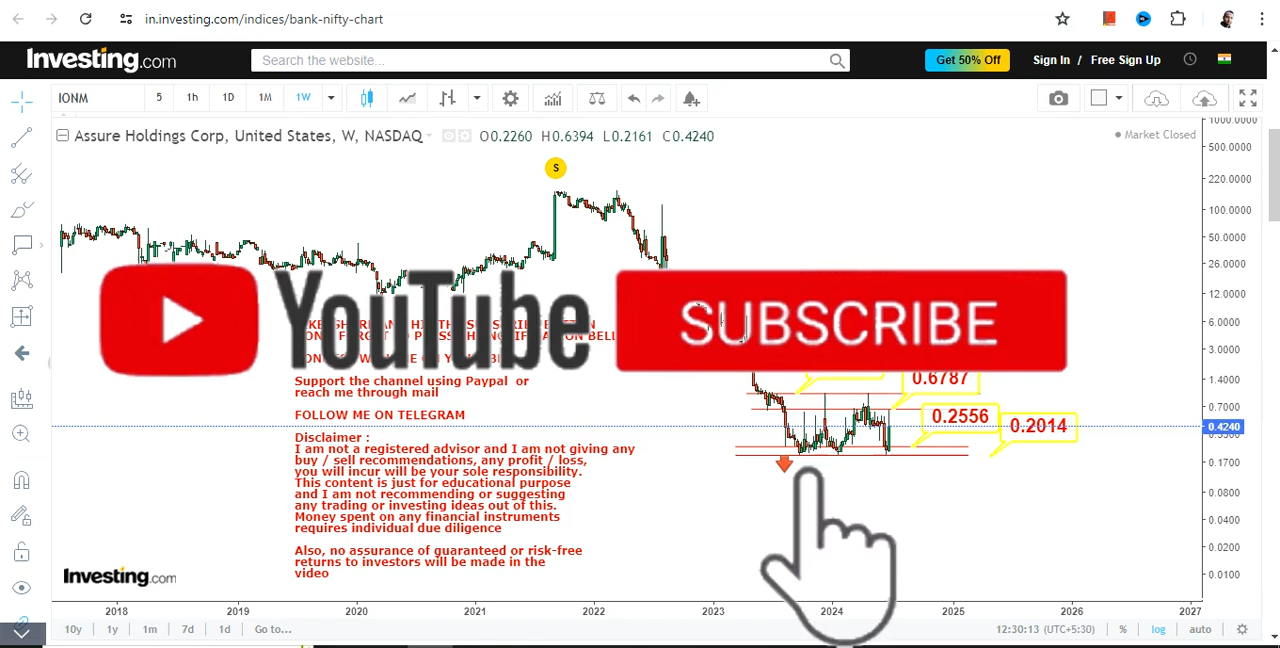 in.investing.com/indices/bank-nifty-chart
Investing.com
Search the website...
Get 50% Off
Sign In / Free Sign Up
IONM 5 1h 1D 1M 1W
Assure Holdings Corp, United States, W, NASDAQ O0.2260 H0.6394 L0.2161 C0.4240
Market Closed
S
1000.0000
500.0000
220.0000
100.0000
50.0000
26.0000
12.0000
6.0000
3.0000
1.4000
0.7000
0.4240
0.1700
0.0800
0.0400
0.0200
0.0100
YouTube
SUBSCRIBE
0.6787
0.2556
0.2014
Support the channel using Paypal or
reach me through mail
FOLLOW ME ON TELEGRAM
Disclaimer :
I am not a registered advisor and I am not giving any
buy / sell recommendations, any profit / loss,
you will incur will be your sole responsibility.
This content is just for educational purpose
and I am not recommending or suggesting
any trading or investing ideas out of this.
Money spent on any financial instruments
requires individual due diligence
Also, no assurance of guaranteed or risk-free
returns to investors will be made in the
video
Investing.com
2018 2019 2020 2021 2022 2023 2024 2025 2026 2027
10y 1y 1m 7d 1d Go to...
12:30:13 (UTC+5:30) % log auto